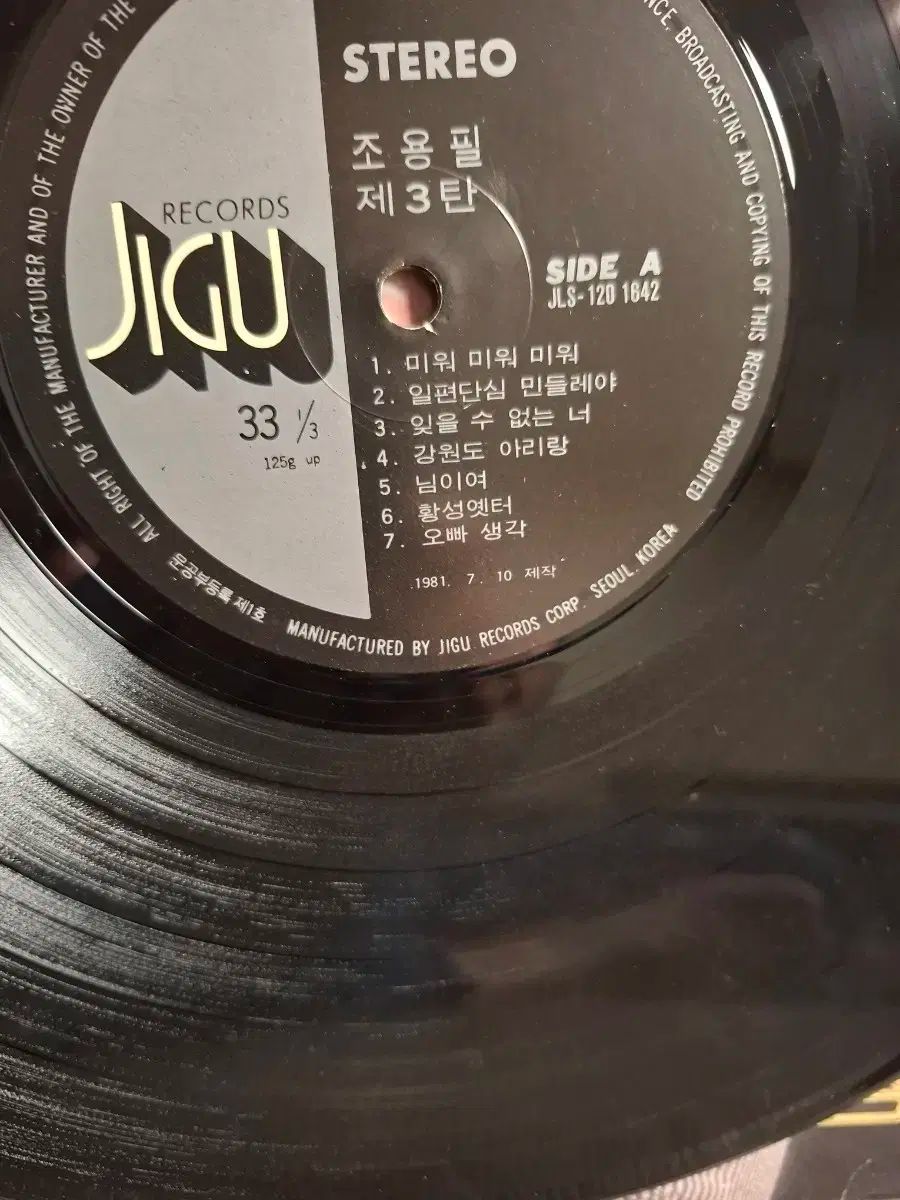 STEREO
조용필
제3탄
RECORDS
JIGU
SIDE A
JLS-120 1642
33 1/3
125g up
1. 미워 미워 미워
2. 일편단심 민들레야
3. 잊을 수 없는 너
4. 강원도 아리랑
5. 님이여
6. 황성옛터
7. 오빠 생각
1981. 7. 10 제작
문공부등록 제1호
MANUFACTURED BY JIGU RECORDS CORP. SEOUL. KOREA
ALL RIGHT OF THE MANUFACTURER AND OF THE OWNER OF THE
BROADCASTING AND COPYING OF THIS RECORD PROHIBITED